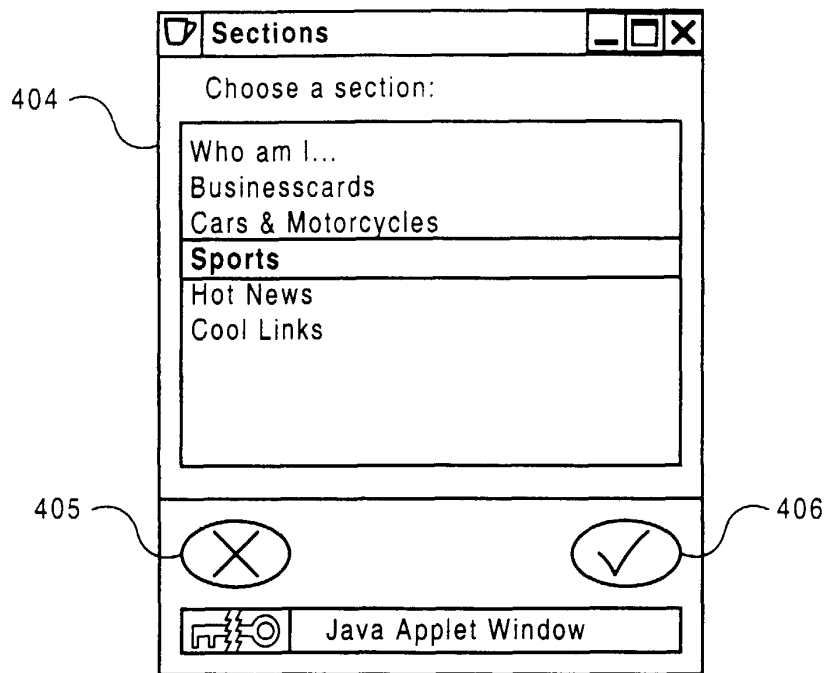 Sections
404
Choose a section:
Who am I...
Businesscards
Cars & Motorcycles
Sports
Hot News
Cool Links
405
406
Java Applet Window